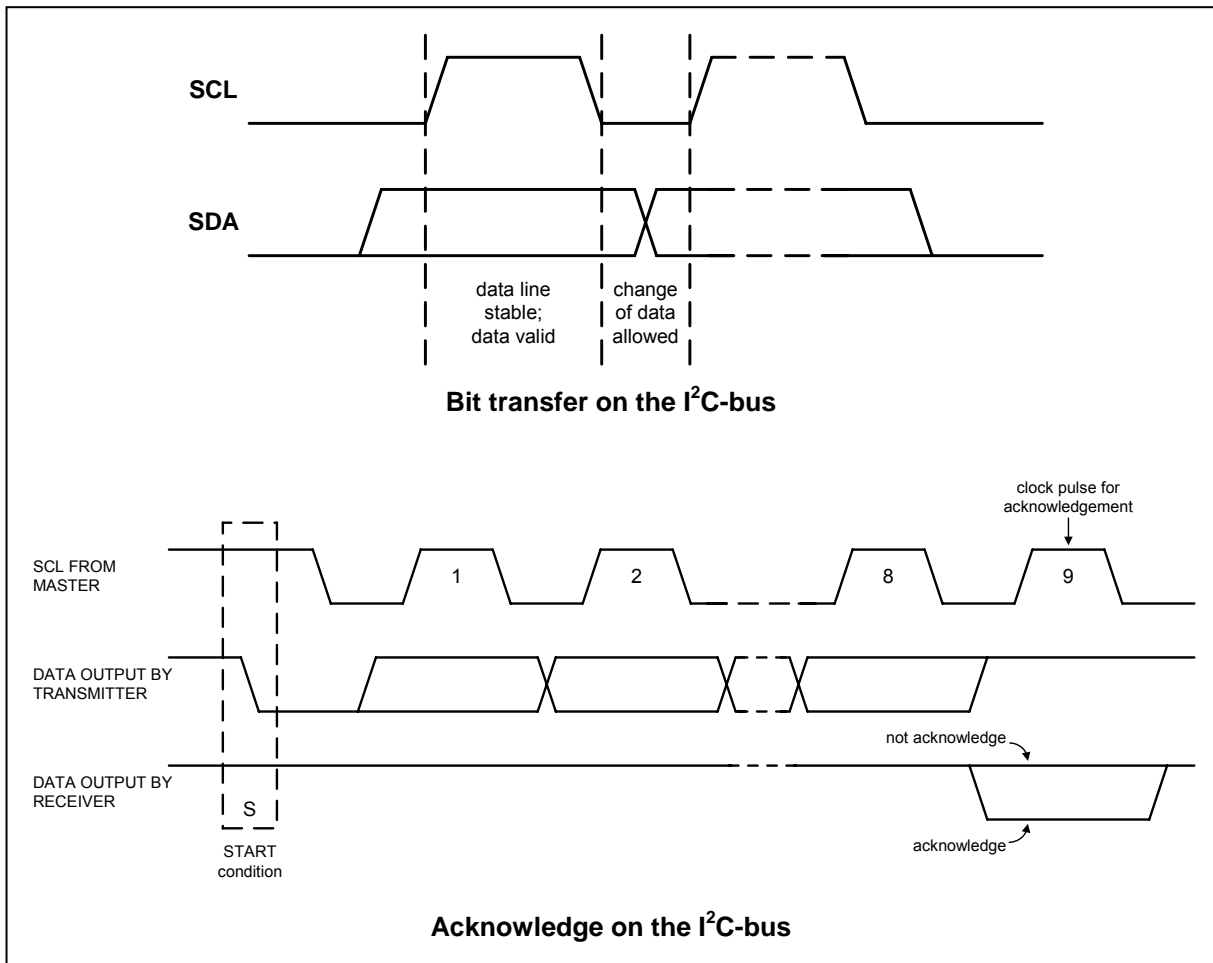 SCL
SDA
data line
stable;
data valid
change
of data
allowed
Bit transfer on the I²C-bus
clock pulse for
acknowledgement
SCL FROM
MASTER
1
2
8
9
DATA OUTPUT BY
TRANSMITTER
not acknowledge
DATA OUTPUT BY
RECEIVER
S
acknowledge
START
condition
Acknowledge on the I²C-bus